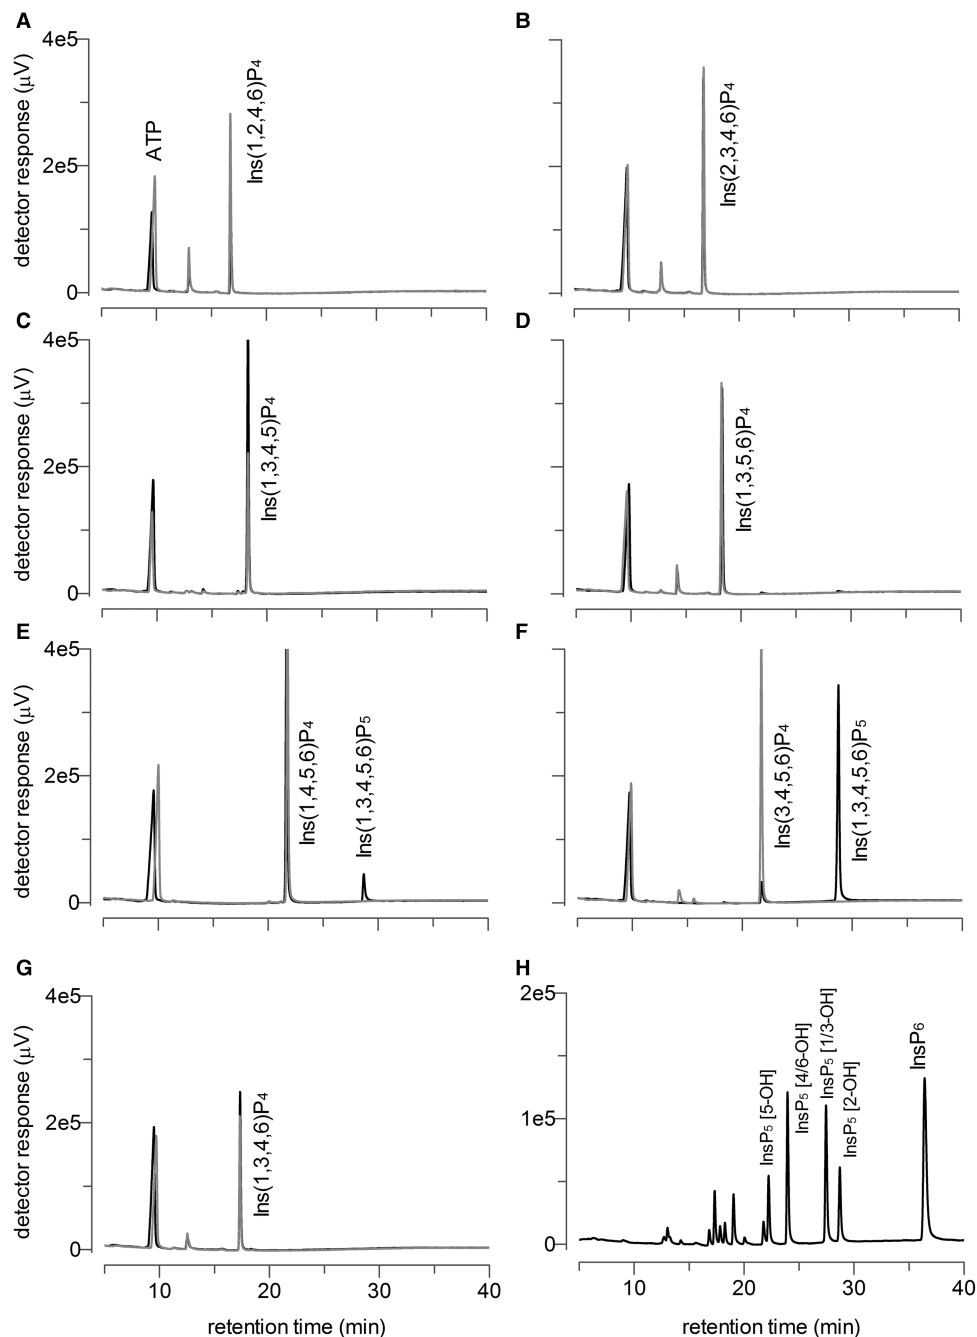 A
B
4e5
2e5
0
detector response (µV)
ATP
Ins(1,2,4,6)P4
Ins(2,3,4,6)P4
C
D
4e5
2e5
0
detector response (µV)
Ins(1,3,4,5)P4
Ins(1,3,5,6)P4
E
F
4e5
2e5
0
detector response (µV)
Ins(1,4,5,6)P4
Ins(1,3,4,5,6)P5
Ins(3,4,5,6)P4
Ins(1,3,4,5,6)P5
G
H
4e5
2e5
0
detector response (µV)
Ins(1,3,4,6)P4
10
20
30
40
retention time (min)
2e5
1e5
0
InsP5 [5-OH]
InsP5 [4/6-OH]
InsP5 [1/3-OH]
InsP5 [2-OH]
InsP6
10
20
30
40
retention time (min)